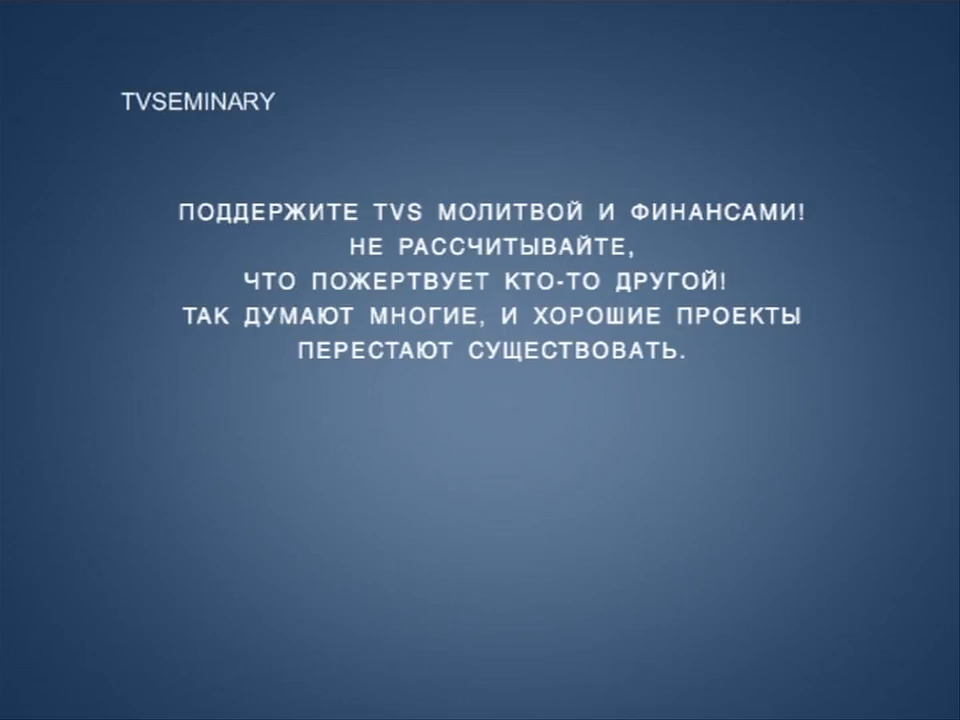 TVSEMINARY
ПОДДЕРЖИТЕ TVS МОЛИТВОЙ И ФИНАНСАМИ!
НЕ РАССЧИТЫВАЙТЕ,
ЧТО ПОЖЕРТВУЕТ КТО-ТО ДРУГОЙ!
ТАК ДУМАЮТ МНОГИЕ, И ХОРОШИЕ ПРОЕКТЫ
ПЕРЕСТАЮТ СУЩЕСТВОВАТЬ.